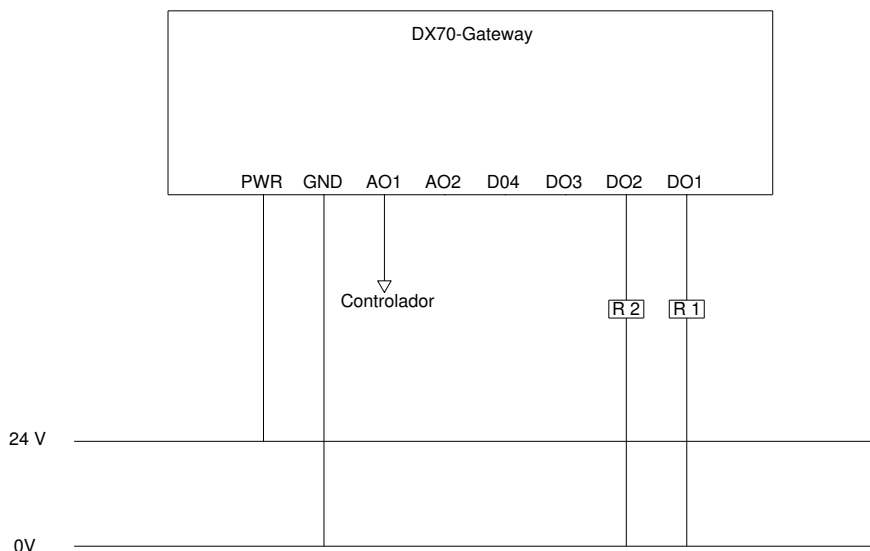 DX70-Gateway
PWR GND AO1 AO2 D04 DO3 DO2 DO1
Controlador
R 2 R 1
24 V
0V